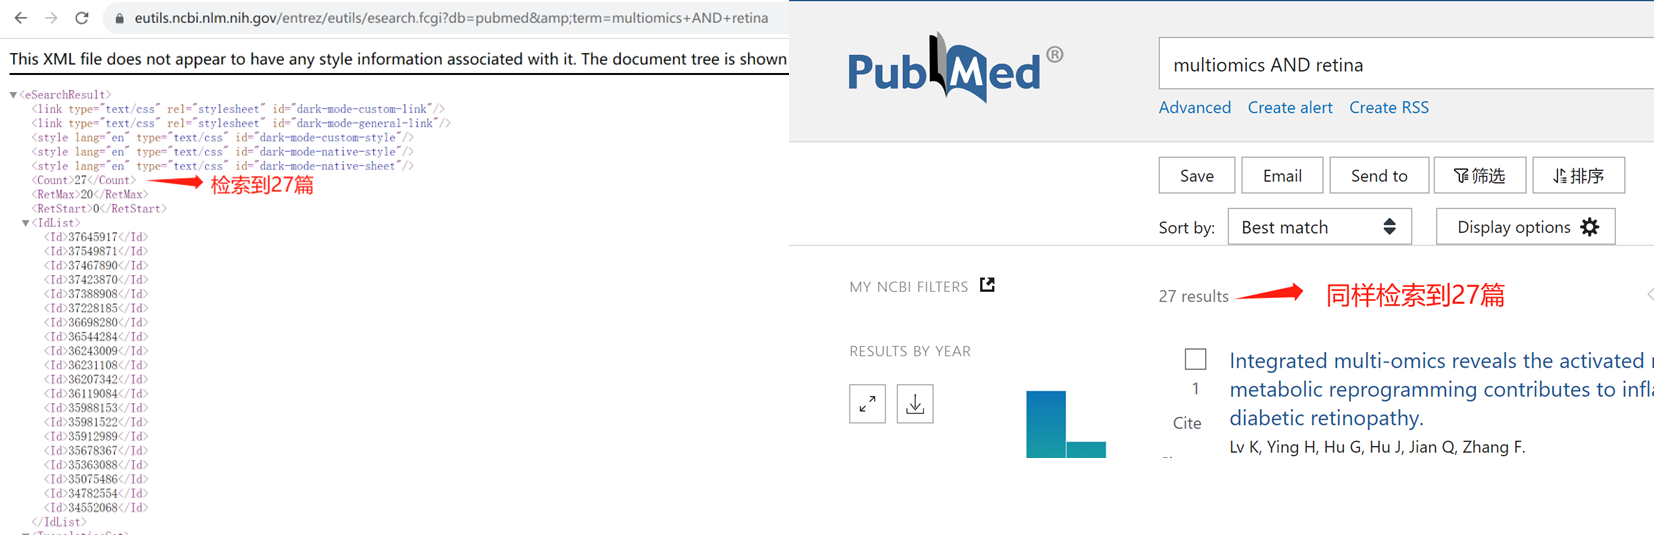 eutils.ncbi.nlm.nih.gov/entrez/eutils/esearch.fcgi?db=pubmed&amp;term=multiomics+AND+retina
This XML file does not appear to have any style information associated with it. The document tree is shown
▼<eSearchResult>
<link type="text/css" rel="stylesheet" id="dark-mode-custom-link"/>
<link type="text/css" rel="stylesheet" id="dark-mode-general-link"/>
<style lang="en" type="text/css" id="dark-mode-custom-style"/>
<style lang="en" type="text/css" id="dark-mode-native-style"/>
<style lang="en" type="text/css" id="dark-mode-native-sheet"/>
<Count>27</Count>
检索到27篇
<RetMax>20</RetMax>
<RetStart>0</RetStart>
▼<IdList>
<Id>37645917</Id>
<Id>37549871</Id>
<Id>37467890</Id>
<Id>37423870</Id>
<Id>37388908</Id>
<Id>37228185</Id>
<Id>36698280</Id>
<Id>36544284</Id>
<Id>36243009</Id>
<Id>36231108</Id>
<Id>36207342</Id>
<Id>36119084</Id>
<Id>35988153</Id>
<Id>35981522</Id>
<Id>35912989</Id>
<Id>35678367</Id>
<Id>35363088</Id>
<Id>35075486</Id>
<Id>34782554</Id>
<Id>34552068</Id>
</IdList>
PubMed®
multiomics AND retina
Advanced Create alert Create RSS
Save Email Send to 筛选 排序
Sort by: Best match Display options
MY NCBI FILTERS
27 results
同样检索到27篇
RESULTS BY YEAR
1
Cite
Integrated multi-omics reveals the activated
metabolic reprogramming contributes to
diabetic retinopathy.
Lv K, Ying H, Hu G, Hu J, Jian Q, Zhang F.